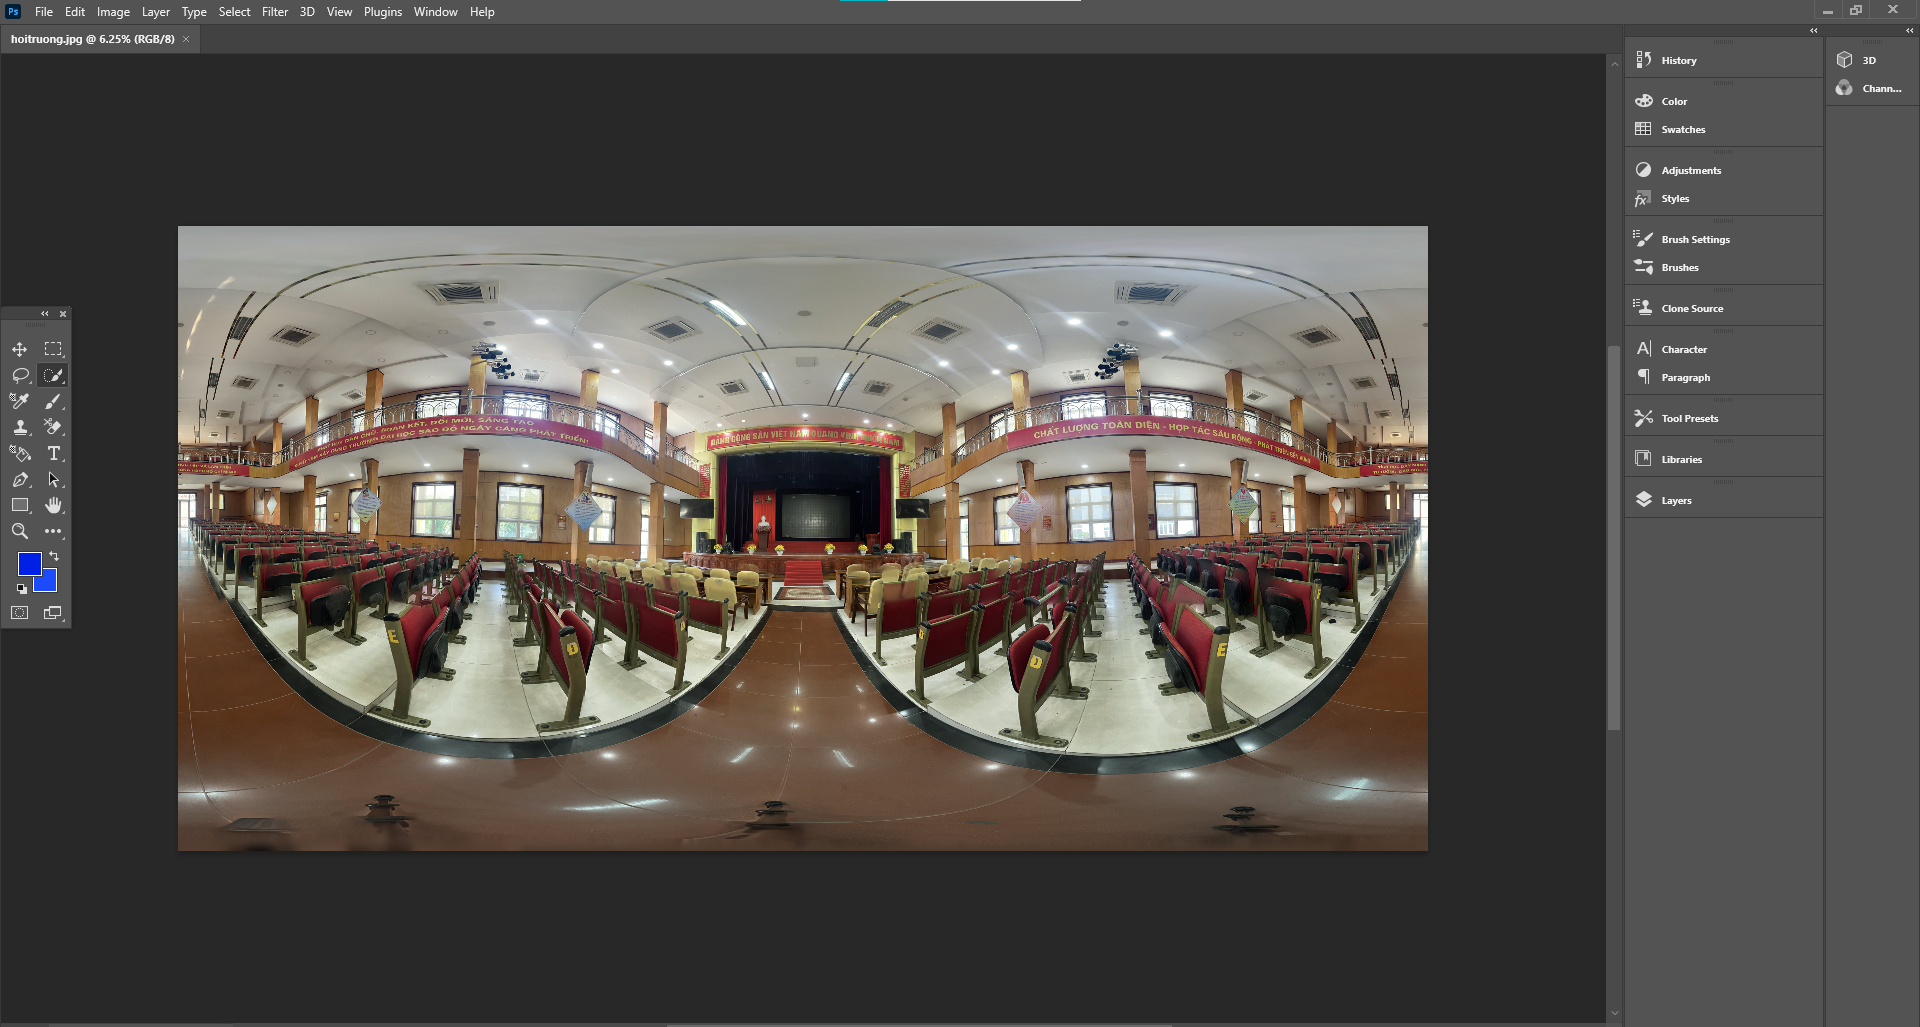 Ps File Edit Image Layer Type Select Filter 3D View Plugins Window Help
hoitruong.jpg @ 6.25% (RGB/8) ×
History
Color
Swatches
Adjustments
Styles
Brush Settings
Brushes
Clone Source
Character
Paragraph
Tool Presets
Libraries
Layers
3D
Chann...
DÂN CHỦ, ĐOÀN KẾT, ĐỔI MỚI, SÁNG TẠO
XÂY DỰNG TRƯỜNG ĐẠI HỌC SAO ĐỎ NGÀY CÀNG PHÁT TRIỂN!
ĐẢNG CỘNG SẢN VIỆT NAM QUANG VINH NAM
CHẤT LƯỢNG TOÀN DIỆN - HỢP TÁC SÂU RỘNG - PHÁT TRIỂN BỀN VỮNG
E
D
D
E